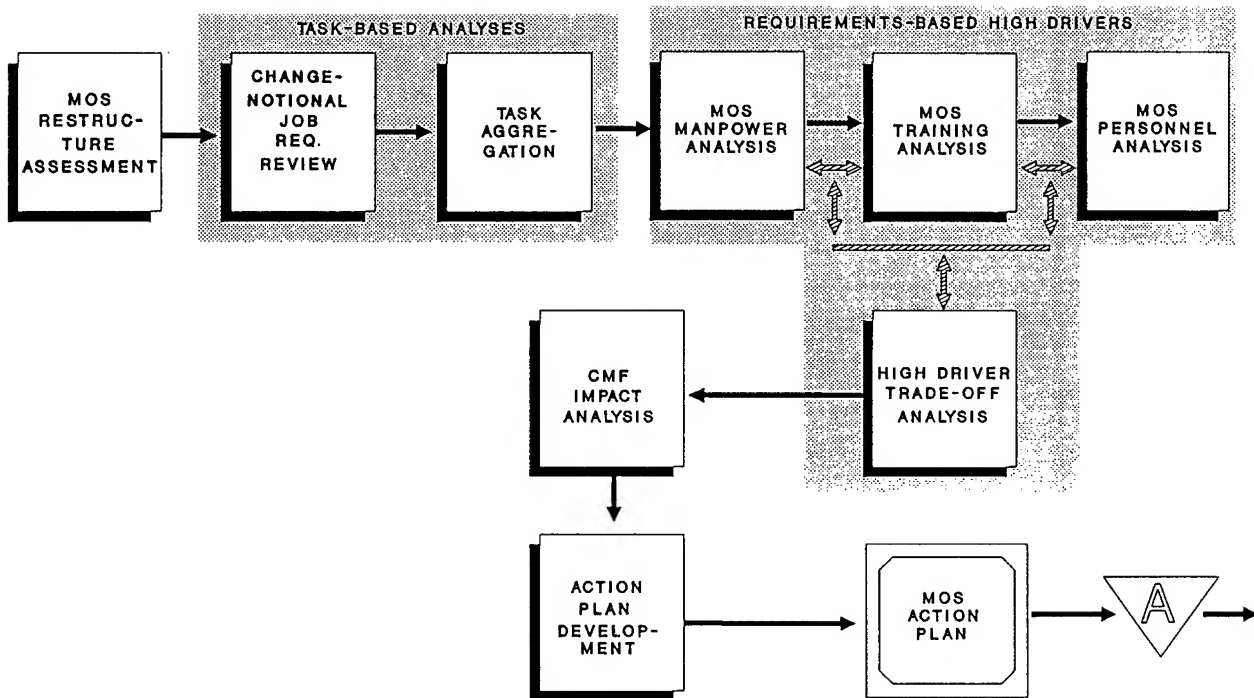 TASK-BASED ANALYSES
REQUIREMENTS-BASED HIGH DRIVERS
MOS
RESTRUC-
TURE
ASSESSMENT
CHANGE-
NOTIONAL
JOB
REQ.
REVIEW
TASK
AGGRE-
GATION
MOS
MANPOWER
ANALYSIS
MOS
TRAINING
ANALYSIS
MOS
PERSONNEL
ANALYSIS
HIGH DRIVER
TRADE-OFF
ANALYSIS
CMF
IMPACT
ANALYSIS
ACTION
PLAN
DEVELOP-
MENT
MOS
ACTION
PLAN
A